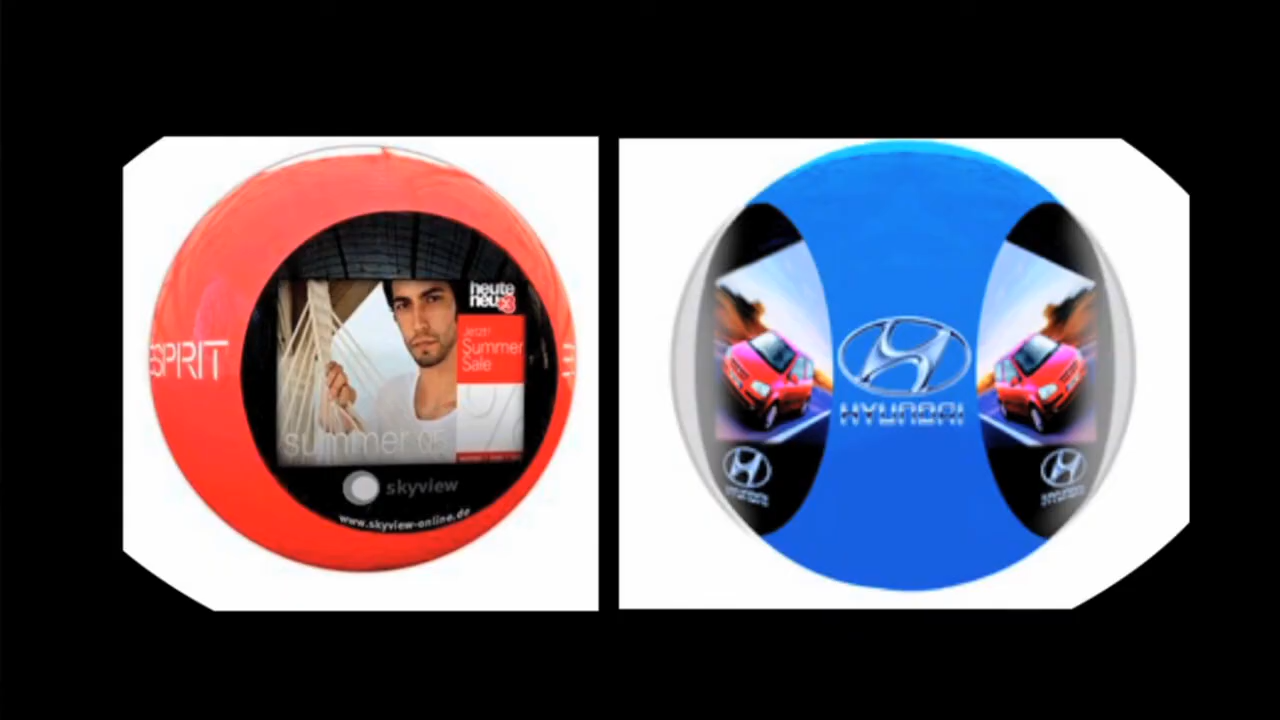 ESPRIT
heute
neu
Jetzt!
Summer
Sale
%
summer 05
skyview
www.skyview-online.de
HYUNDAI